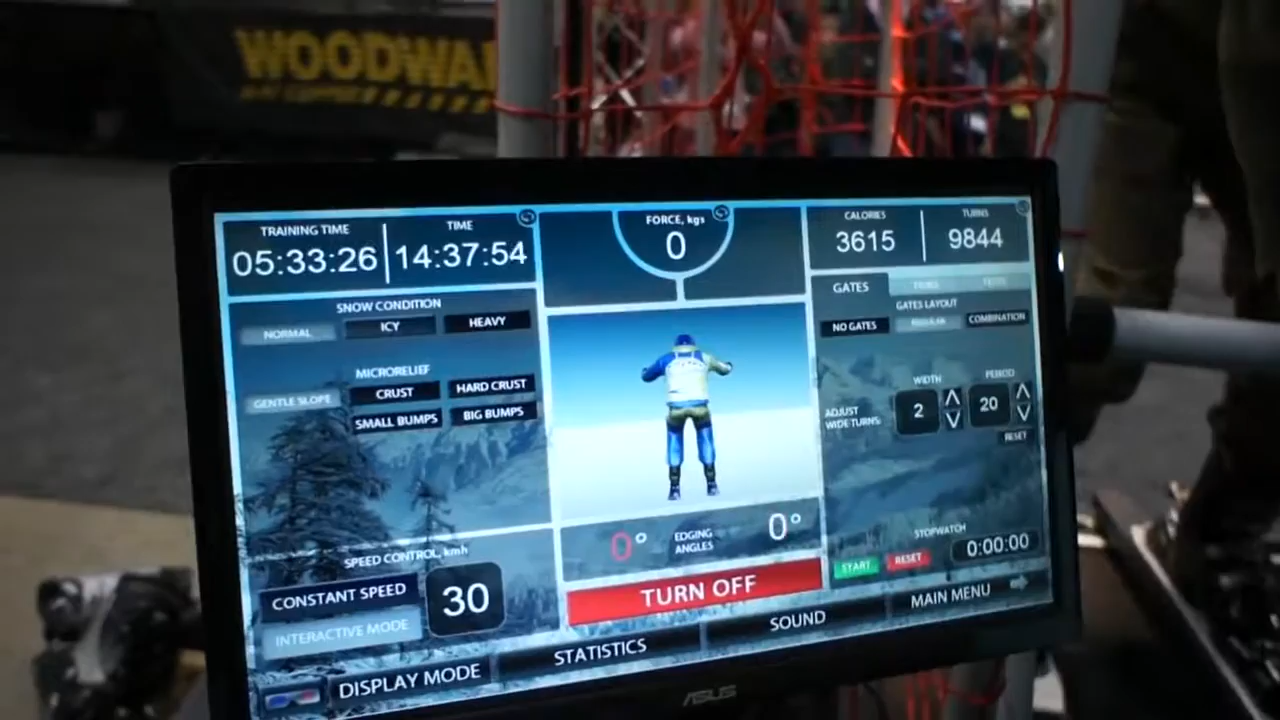 WOODWA
TRAINING TIME
05:33:26
TIME
14:37:54
FORCE, kgs
0
CALORIES
3615
TURNS
9844
SNOW CONDITION
NORMAL
ICY
HEAVY
MICRORELIEF
GENTLE SLOPE
CRUST
HARD CRUST
SMALL BUMPS
BIG BUMPS
GATES
GATES LAYOUT
NO GATES
REGULAR
COMBINATION
WIDTH
PERIOD
ADJUST
WIDE TURNS:
2
20
RESET
SPEED CONTROL, kmh
CONSTANT SPEED
INTERACTIVE MODE
30
0°
EDGING
ANGLES
0°
TURN OFF
STOPWATCH
START
RESET
0:00:00
DISPLAY MODE
STATISTICS
SOUND
MAIN MENU
ASUS